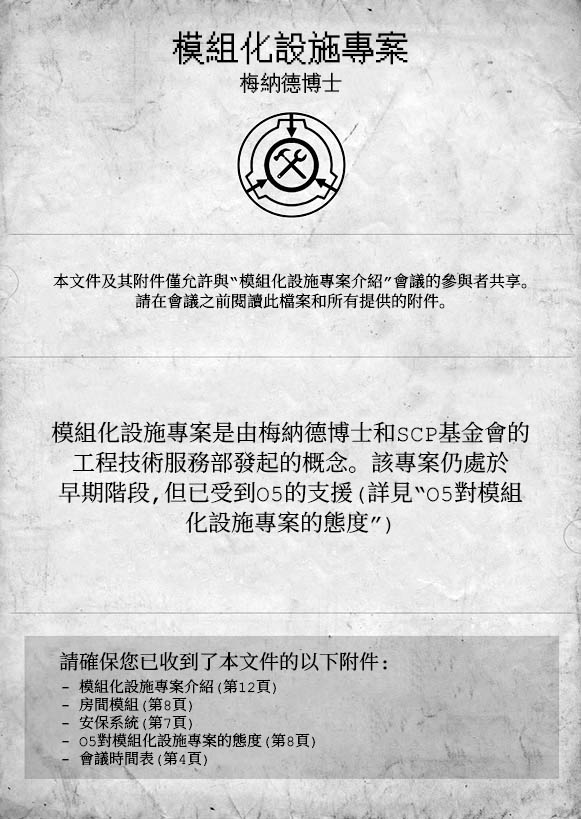 模組化設施專案
梅納德博士
本文件及其附件僅允許與“模組化設施專案介紹”會議的參與者共享。
請在會議之前閱讀此檔案和所有提供的附件。
模組化設施專案是由梅納德博士和SCP基金會的
工程技術服務部發起的概念。該專案仍處於
早期階段,但已受到O5的支援(詳見“O5對模組
化設施專案的態度”)
請確保您已收到了本文件的以下附件:
- 模組化設施專案介紹(第12頁)
- 房間模組(第8頁)
- 安保系統(第7頁)
- O5對模組化設施專案的態度(第8頁)
- 會議時間表(第4頁)